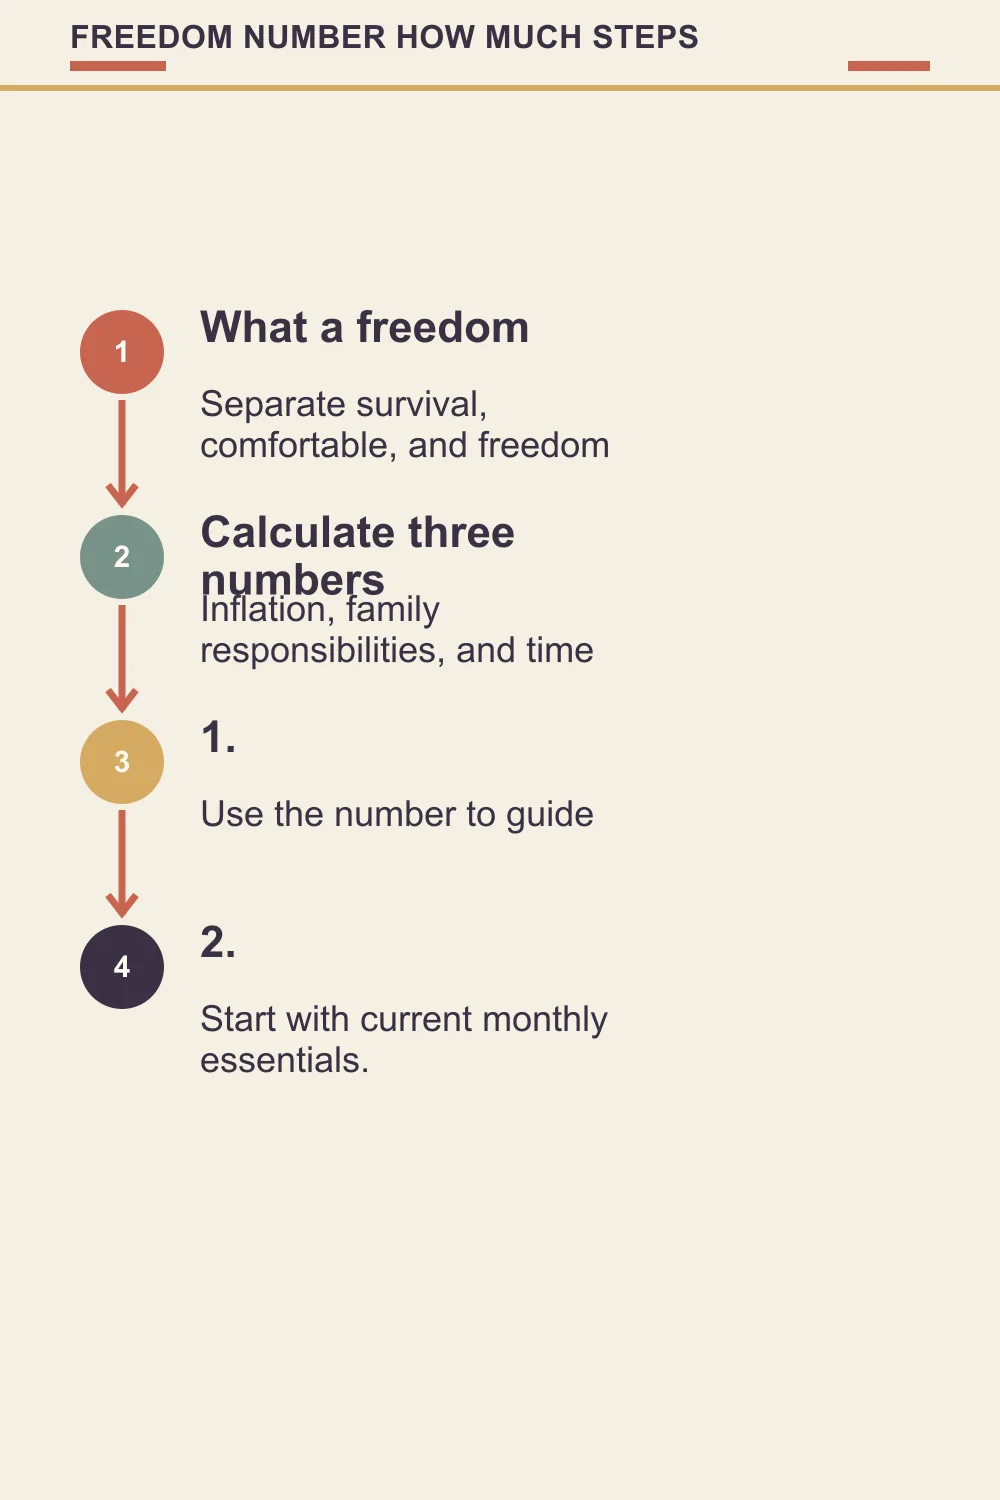 FREEDOM NUMBER HOW MUCH STEPS
1
What a freedom
Separate survival,
comfortable, and freedom
2
Calculate three
numbers
Inflation, family
responsibilities, and time
3
1.
Use the number to guide
4
2.
Start with current monthly
essentials.